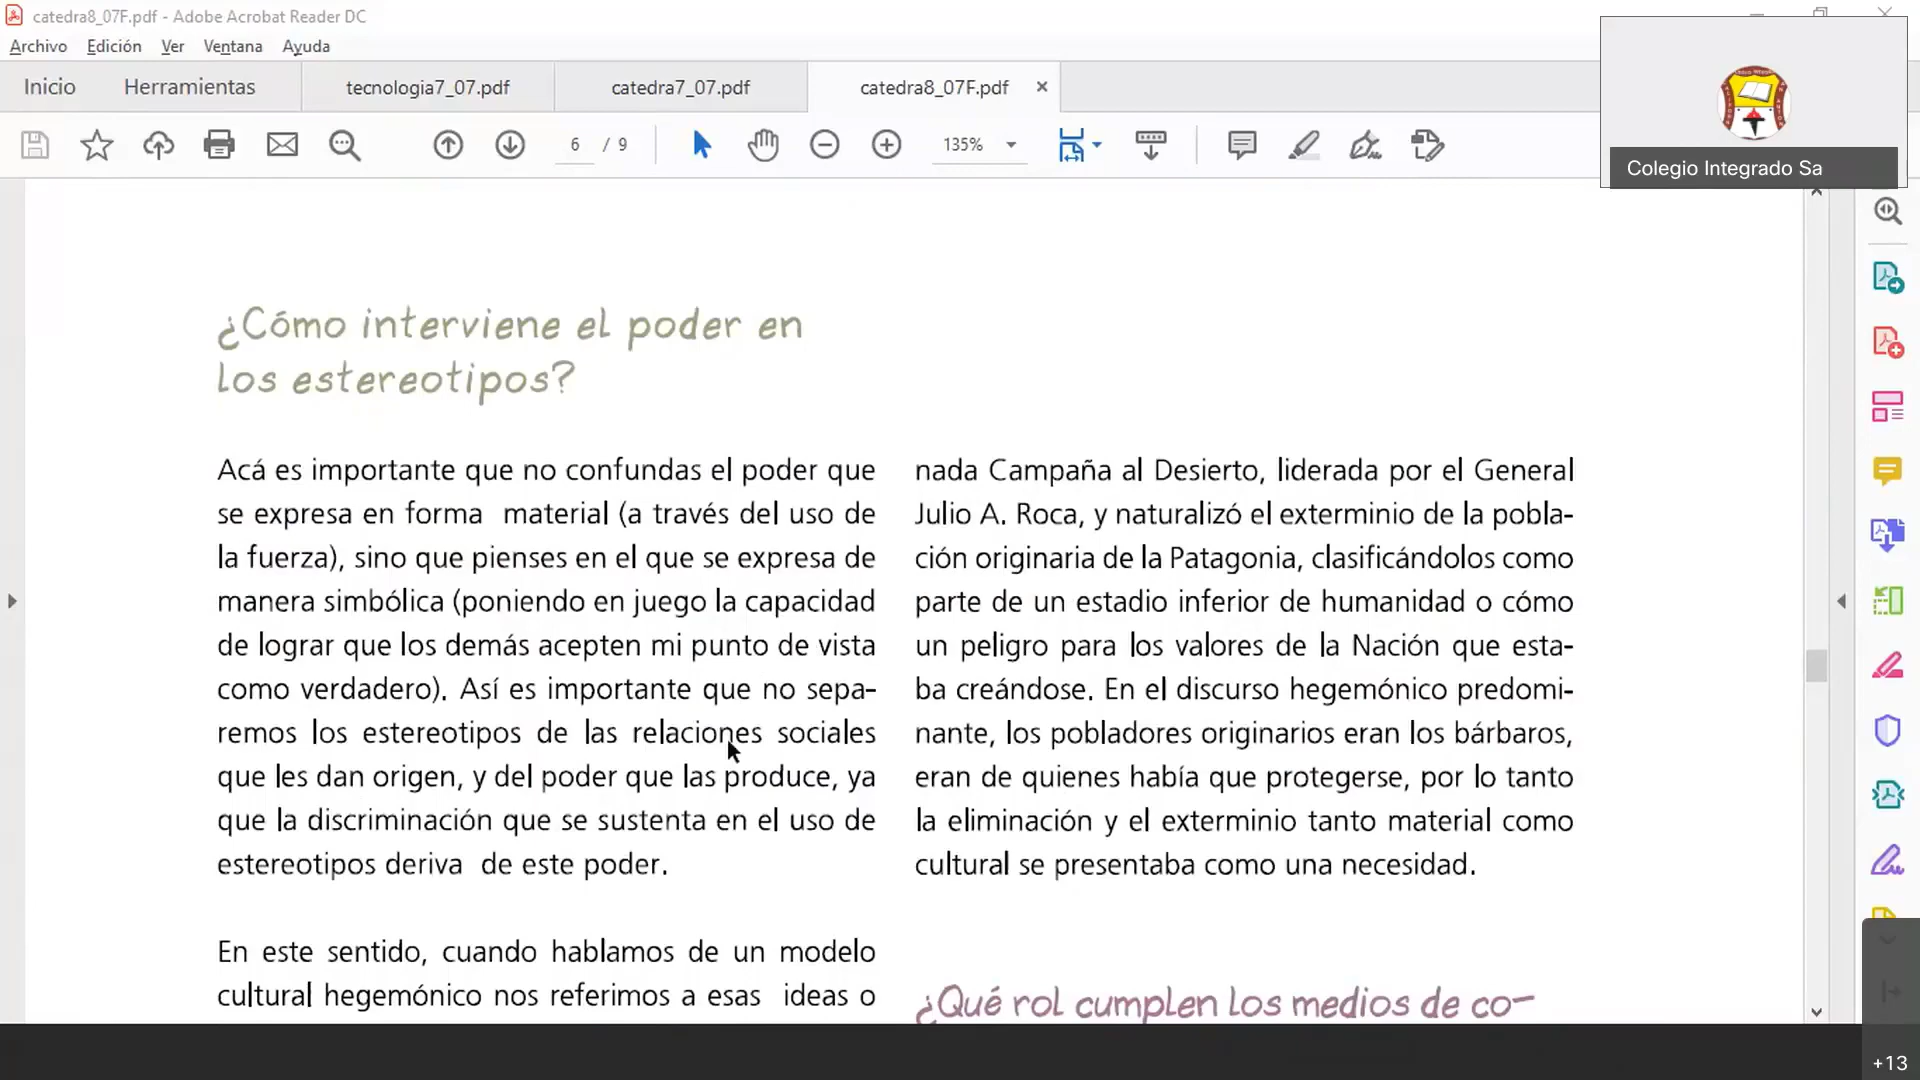 catedra8_07F.pdf - Adobe Acrobat Reader DC
Archivo Edición Ver Ventana Ayuda
Inicio Herramientas tecnologia7_07.pdf catedra7_07.pdf catedra8_07F.pdf
6 / 9 135%
Colegio Integrado Sa
¿Cómo interviene el poder en
los estereotipos?
Acá es importante que no confundas el poder que
se expresa en forma material (a través del uso de
la fuerza), sino que pienses en el que se expresa de
manera simbólica (poniendo en juego la capacidad
de lograr que los demás acepten mi punto de vista
como verdadero). Así es importante que no sepa-
remos los estereotipos de las relaciones sociales
que les dan origen, y del poder que las produce, ya
que la discriminación que se sustenta en el uso de
estereotipos deriva de este poder.
En este sentido, cuando hablamos de un modelo
cultural hegemónico nos referimos a esas ideas o
nada Campaña al Desierto, liderada por el General
Julio A. Roca, y naturalizó el exterminio de la pobla-
ción originaria de la Patagonia, clasificándolos como
parte de un estadio inferior de humanidad o cómo
un peligro para los valores de la Nación que esta-
ba creándose. En el discurso hegemónico predomi-
nante, los pobladores originarios eran los bárbaros,
eran de quienes había que protegerse, por lo tanto
la eliminación y el exterminio tanto material como
cultural se presentaba como una necesidad.
¿Qué rol cumplen los medios de co-
+13